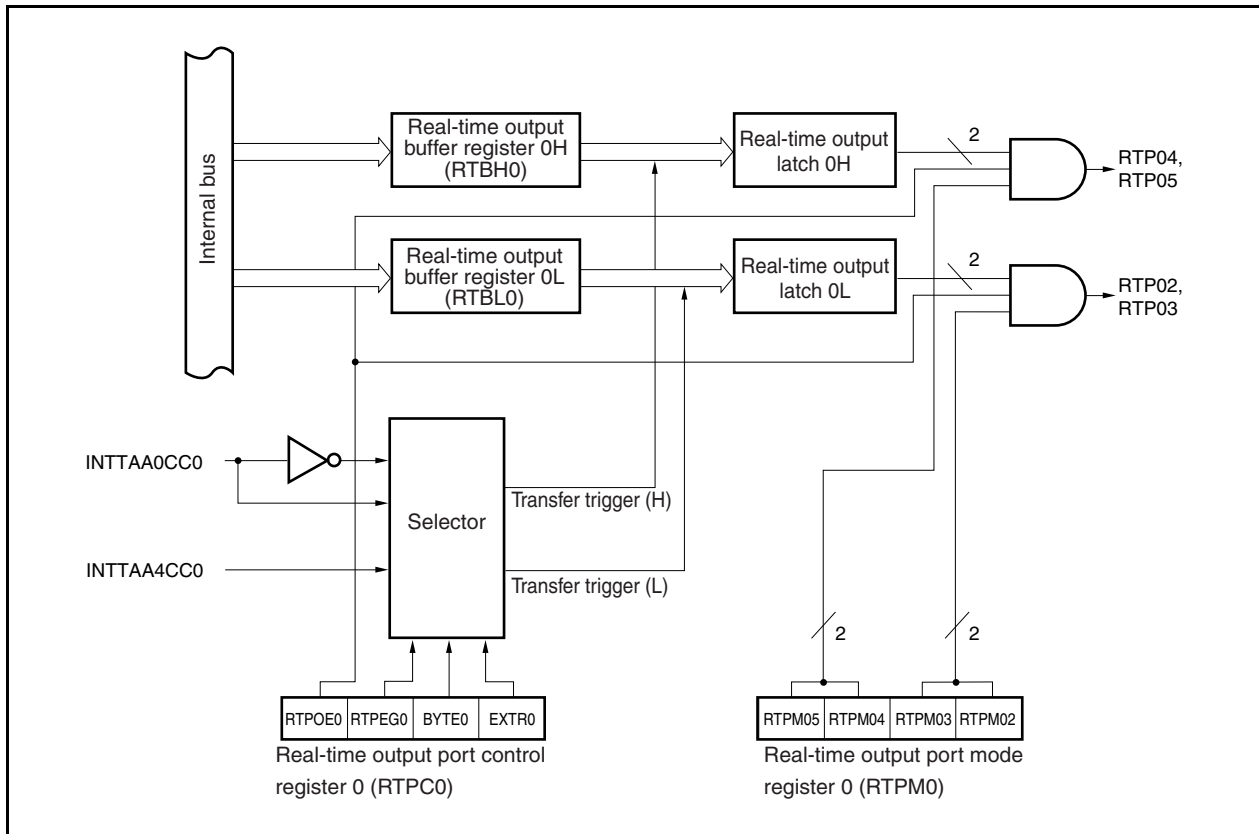 Internal bus
Real-time output
buffer register 0H
(RTBH0)
Real-time output
latch 0H
2
RTP04,
RTP05
Real-time output
buffer register 0L
(RTBL0)
Real-time output
latch 0L
2
RTP02,
RTP03
INTTAA0CC0
INTTAA4CC0
Selector
Transfer trigger (H)
Transfer trigger (L)
2
2
RTPOE0 RTPEG0 BYTE0 EXTR0
Real-time output port control
register 0 (RTPC0)
RTPM05 RTPM04 RTPM03 RTPM02
Real-time output port mode
register 0 (RTPM0)